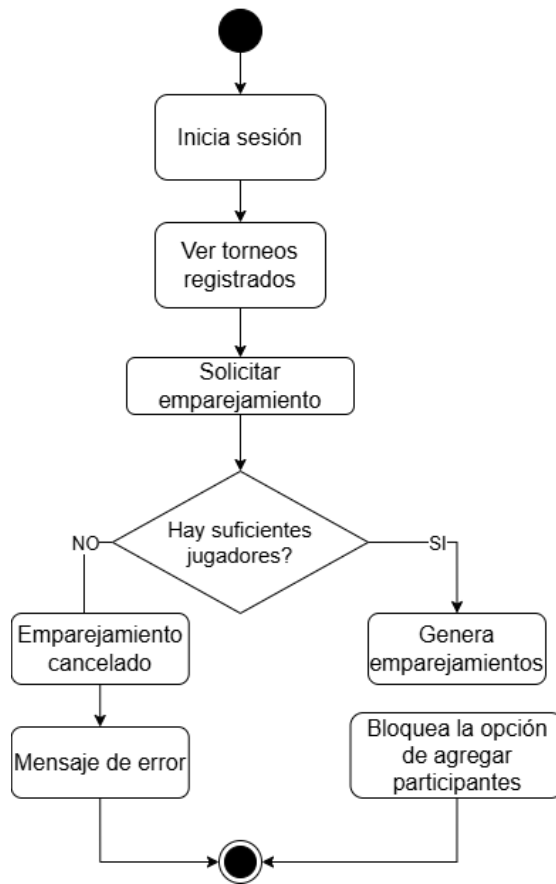 Inicia sesión
Ver torneos
registrados
Solicitar
emparejamiento
Hay suficientes
jugadores?
NO
SI
Emparejamiento
cancelado
Genera
emparejamientos
Mensaje de error
Bloquea la opción
de agregar
participantes